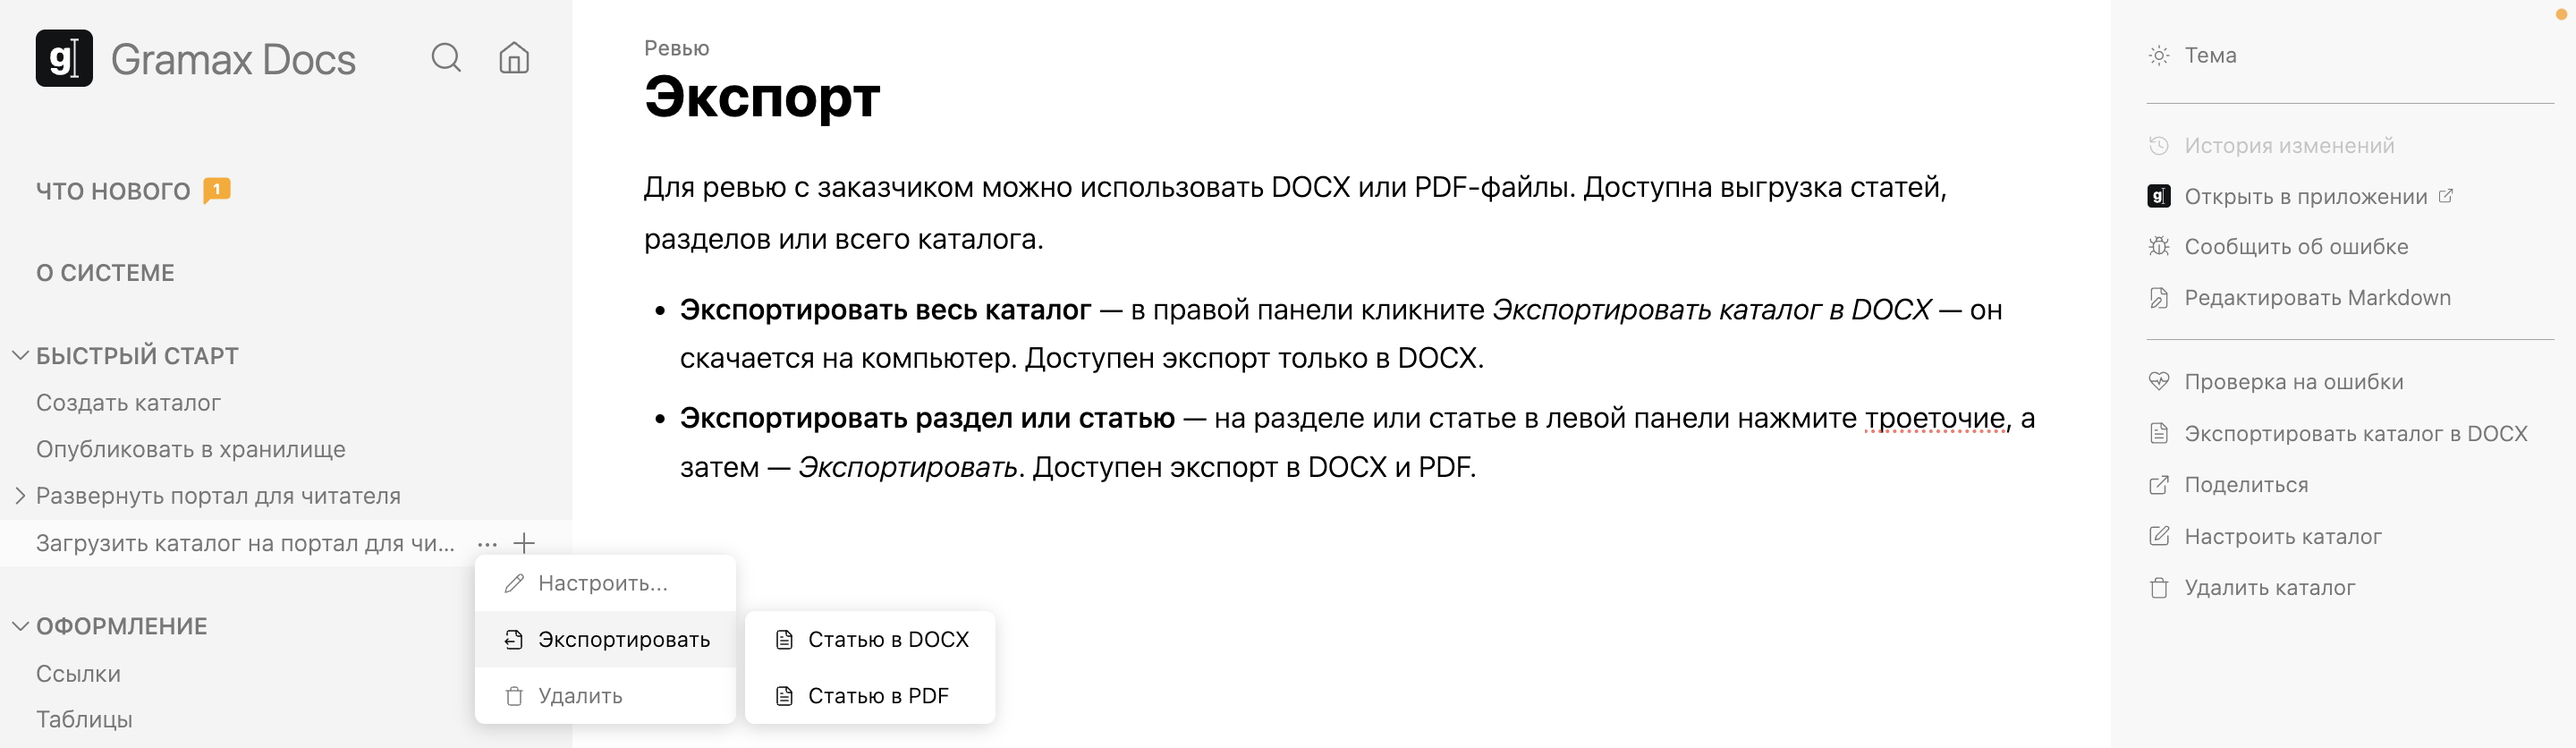 g
Gramax Docs
ЧТО НОВОГО 1
О СИСТЕМЕ
БЫСТРЫЙ СТАРТ
Создать каталог
Опубликовать в хранилище
Развернуть портал для читателя
Загрузить каталог на портал для чи...
ОФОРМЛЕНИЕ
Ссылки
Таблицы
Настроить...
Экспортировать
Удалить
Статью в DOCX
Статью в PDF
Ревью
Экспорт
Для ревью с заказчиком можно использовать DOCX или PDF-файлы. Доступна выгрузка статей,
разделов или всего каталога.
• Экспортировать весь каталог — в правой панели кликните Экспортировать каталог в DOCX — он
скачается на компьютер. Доступен экспорт только в DOCX.
• Экспортировать раздел или статью — на разделе или статье в левой панели нажмите троеточие, а
затем — Экспортировать. Доступен экспорт в DOCX и PDF.
Тема
История изменений
g Открыть в приложении
Сообщить об ошибке
Редактировать Markdown
Проверка на ошибки
Экспортировать каталог в DOCX
Поделиться
Настроить каталог
Удалить каталог